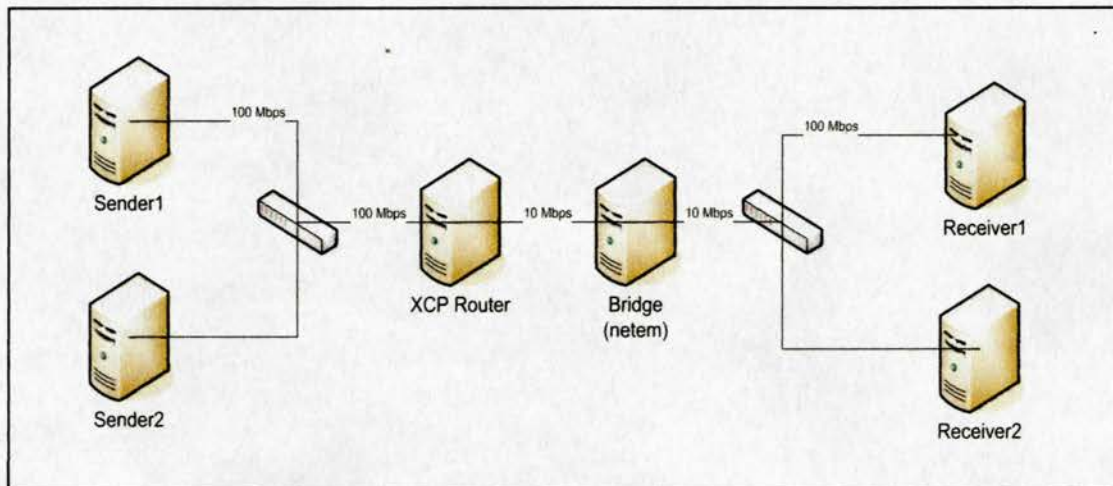 100 Mbps
Sender1
100 Mbps
XCP Router
10 Mbps
Bridge
(netem)
10 Mbps
100 Mbps
Receiver1
Sender2
Receiver2